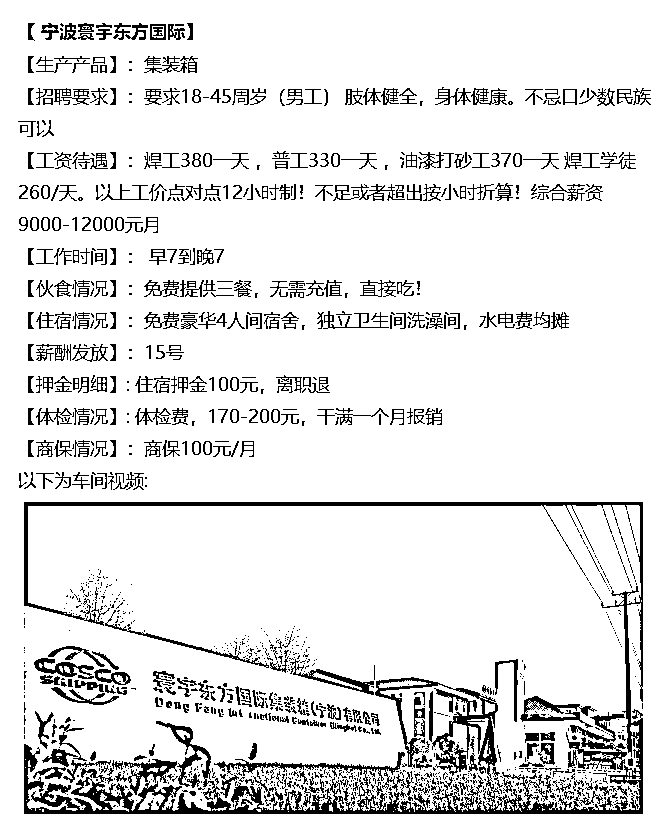 【 宁波寰宇东方国际】
【生产产品】： 集装箱
【招聘要求】： 要求18-45周岁（男工） 肢体健全，身体健康。不忌口少数民族
可以
【工资待遇】： 焊工380一天 ，普工330一天 ，油漆打砂工370一天 焊工学徒
260/天。以上工价点对点12小时制！不足或者超出按小时折算！综合薪资
9000-12000元月
【工作时间】： 早7到晚7
【伙食情况】： 免费提供三餐，无需充值，直接吃！
【住宿情况】： 免费豪华4人间宿舍，独立卫生间洗澡间，水电费均摊
【薪酬发放】： 15号
【押金明细】: 住宿押金100元，离职退
【体检情况】: 体检费，170-200元，干满一个月报销
【商保情况】： 商保100元/月
以下为车间视频:
COSCO
SHIPPING
寰宇东方国际集装箱(宁波)有限公司
Dong Fang Int Container (Ningbo) Co., Ltd.